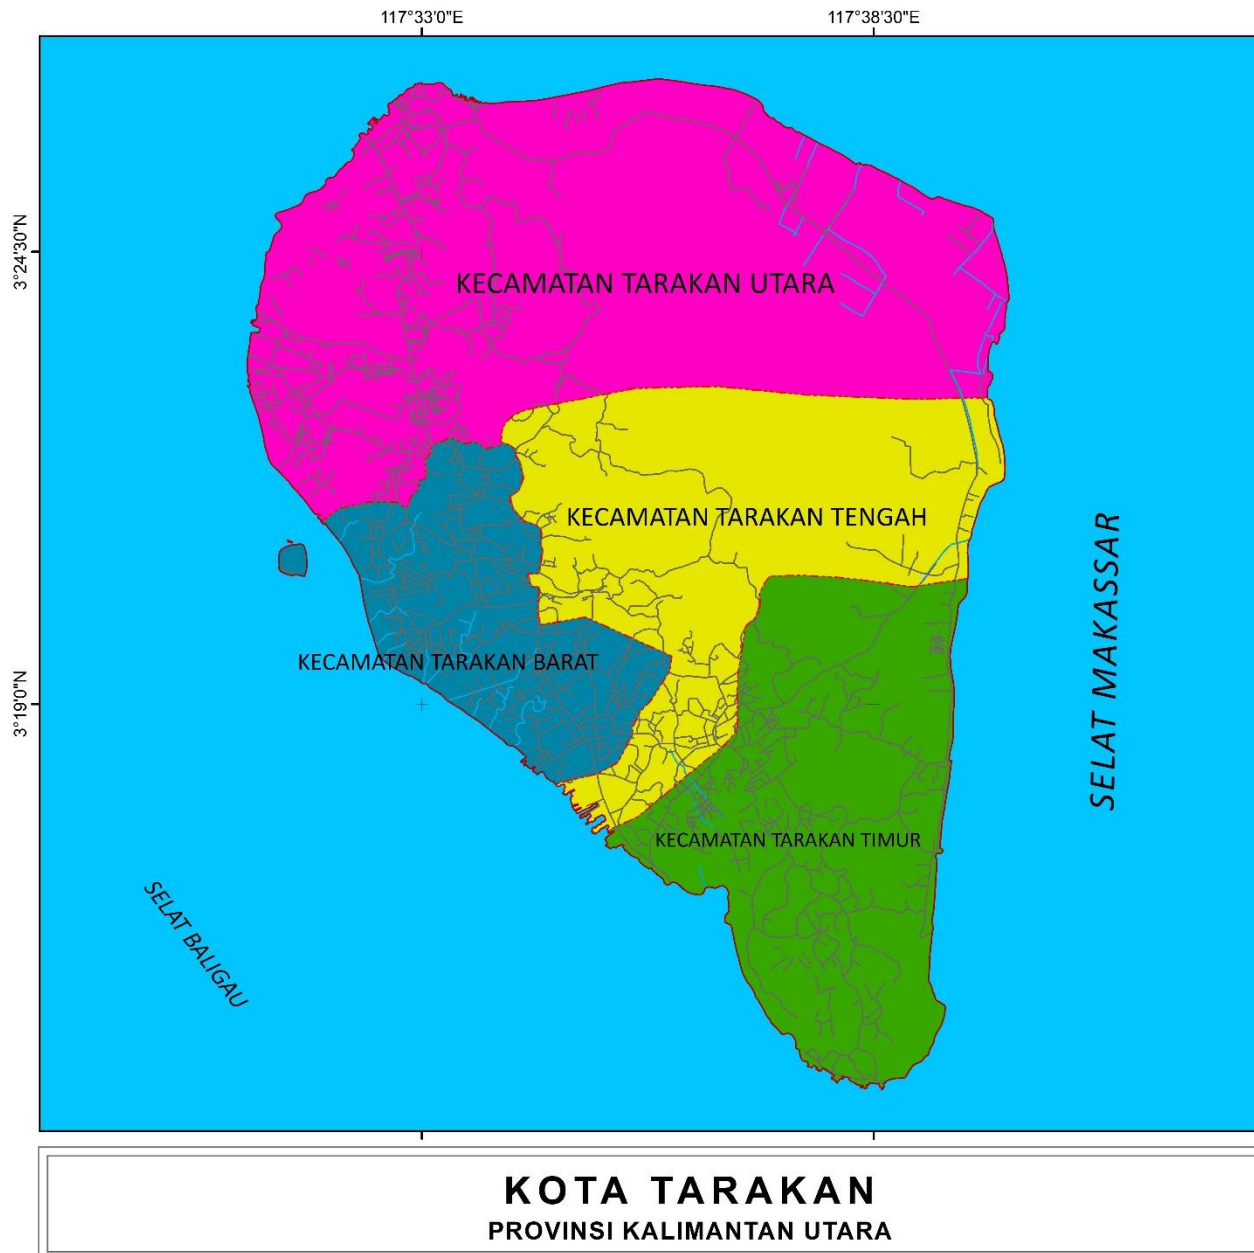 117°33'0"E
117°38'30"E
3°24'30"N
KECAMATAN TARAKAN UTARA
KECAMATAN TARAKAN TENGAH
SELAT MAKASSAR
KECAMATAN TARAKAN BARAT
3°19'0"N
KECAMATAN TARAKAN TIMUR
SELAT BALIGAU
KOTA TARAKAN
PROVINSI KALIMANTAN UTARA